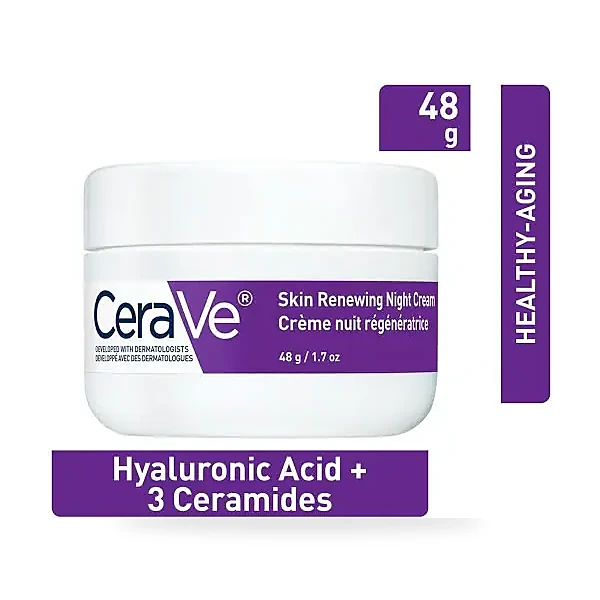 48
g
HEALTHY-AGING
CeraVe®
DEVELOPED WITH DERMATOLOGISTS
DÉVELOPPÉ AVEC DES DERMATOLOGUES
Skin Renewing Night Cream
Crème nuit régénératrice
48 g / 1.7 oz
Hyaluronic Acid +
3 Ceramides